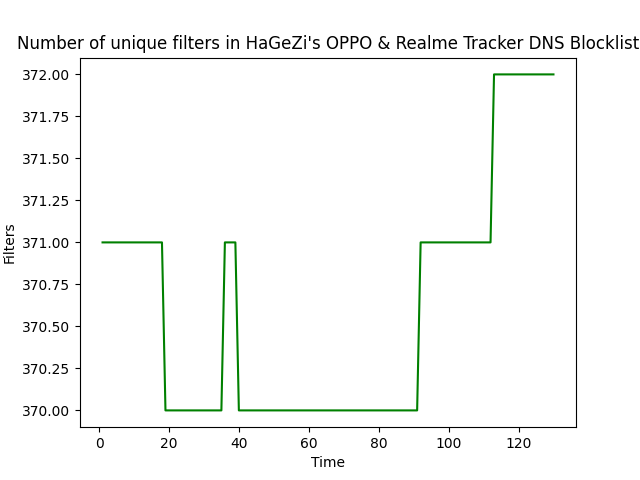 Number of unique filters in HaGeZi's OPPO & Realme Tracker DNS Blocklist
372.00
371.75
371.50
371.25
371.00
370.75
370.50
370.25
370.00
Filters
0 20 40 60 80 100 120
Time